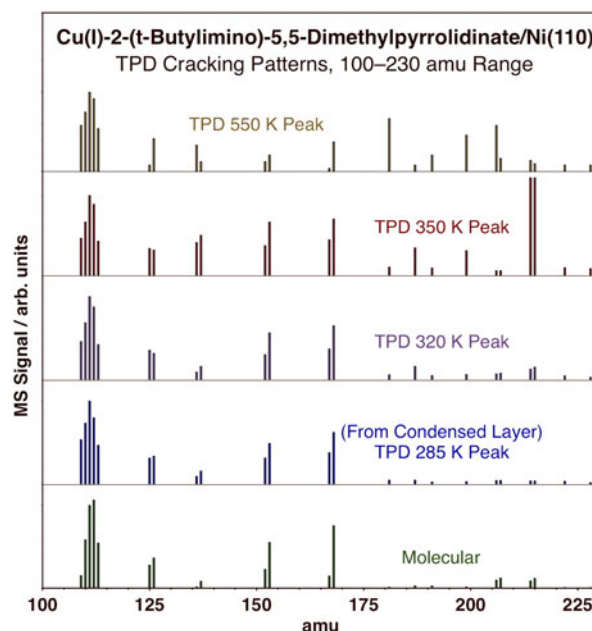 Cu(I)-2-(t-Butylimino)-5,5-Dimethylpyrrolidinate/Ni(110)
TPD Cracking Patterns, 100–230 amu Range
TPD 550 K Peak
TPD 350 K Peak
TPD 320 K Peak
(From Condensed Layer)
TPD 285 K Peak
Molecular
MS Signal / arb. units
100 125 150 175 200 225
amu